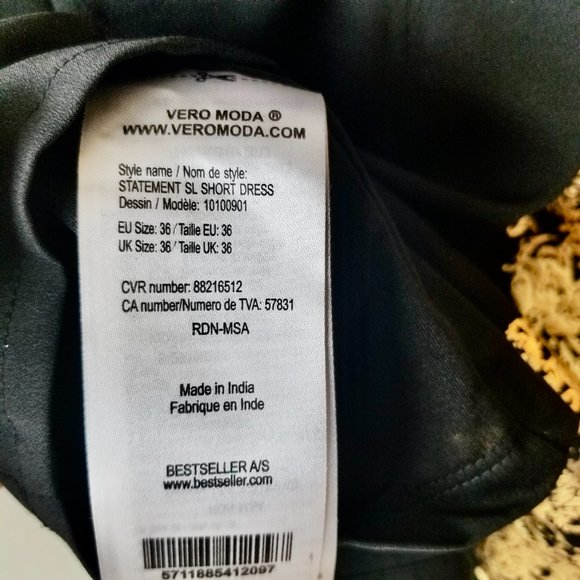 VERO MODA ®
WWW.VEROMODA.COM
Style name / Nom de style:
STATEMENT SL SHORT DRESS
Dessin / Modèle: 10100901
EU Size: 36 / Taille EU: 36
UK Size: 36 / Taille UK: 36
CVR number: 88216512
CA number/Numero de TVA: 57831
RDN-MSA
Made in India
Fabrique en Inde
BESTSELLER A/S
www.bestseller.com
5711885412097